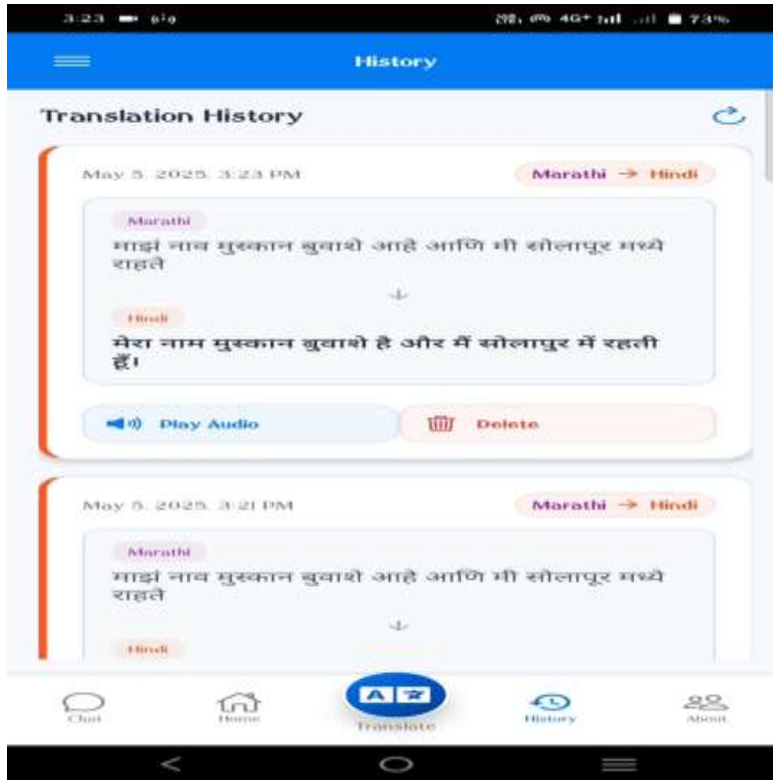 3:23 4G+ 73%
History
Translation History
May 5, 2025, 3:23 PM Marathi → Hindi
Marathi
माझं नाव मुस्कान बुवाशे आहे आणि मी सोलापूर मध्ये
राहते
Hindi
मेरा नाम मुस्कान बुवाशे है और मैं सोलापुर में रहती
हूँ।
Play Audio Delete
May 5, 2025, 3:21 PM Marathi → Hindi
Marathi
माझं नाव मुस्कान बुवाशे आहे आणि मी सोलापूर मध्ये
राहते
Hindi
A
Chat Home Translate History About